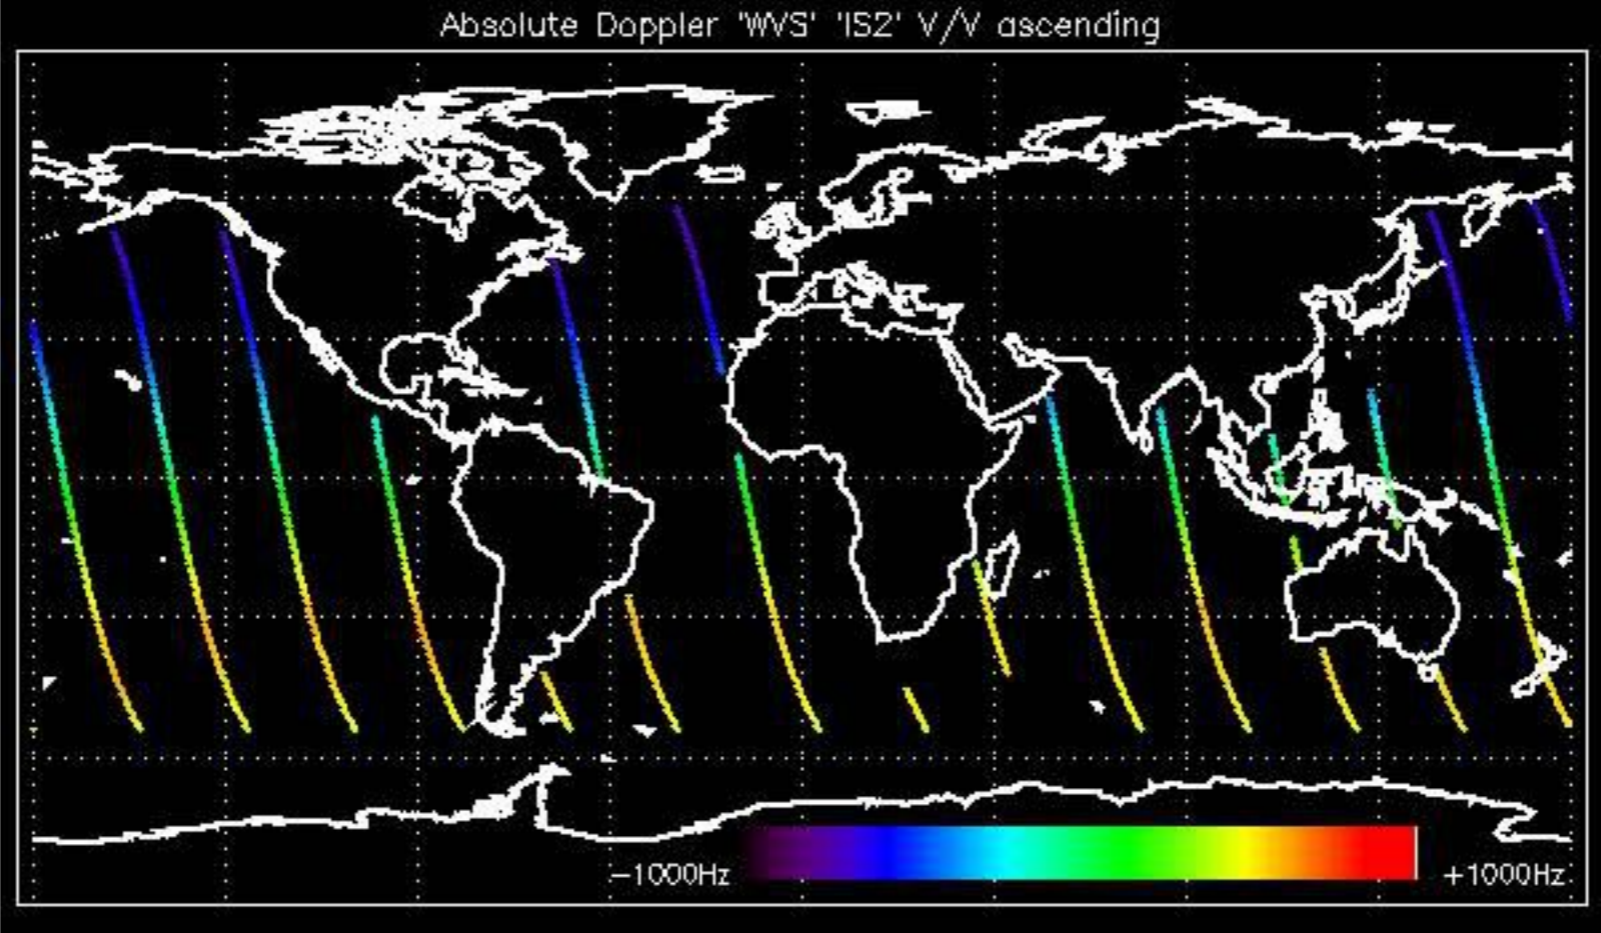 Absolute Doppler 'WVS' 'IS2' V/V ascending
-1000Hz +1000Hz